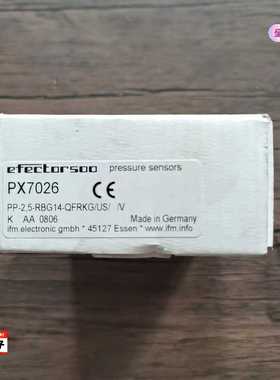 efector500 pressure sensors
PX7026 CE
PP-2,5-RBG14-QFRKG/US/ /V
K AA 0806 Made in Germany
ifm electronic gmbh * 45127 Essen * www.ifm.info